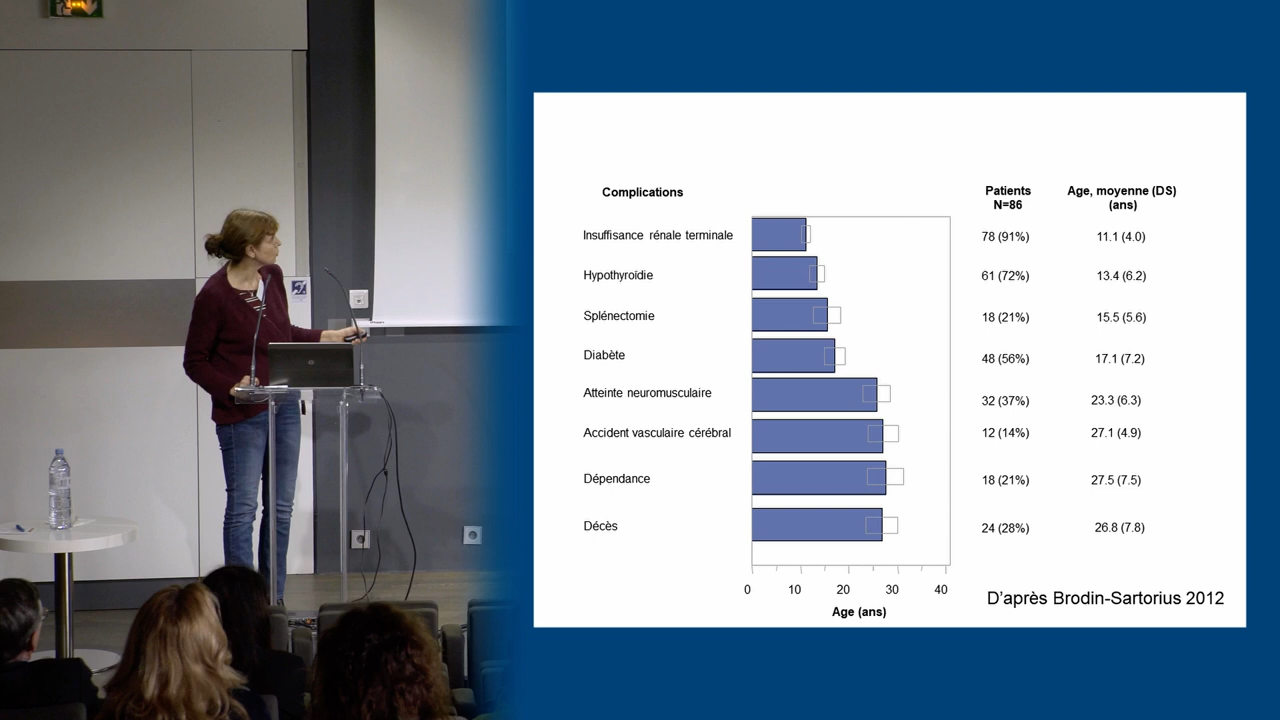 Complications
Patients
N=86
Age, moyenne (DS)
(ans)
Insuffisance rénale terminale 78 (91%) 11.1 (4.0)
Hypothyroïdie 61 (72%) 13.4 (6.2)
Splénectomie 18 (21%) 15.5 (5.6)
Diabète 48 (56%) 17.1 (7.2)
Atteinte neuromusculaire 32 (37%) 23.3 (6.3)
Accident vasculaire cérébral 12 (14%) 27.1 (4.9)
Dépendance 18 (21%) 27.5 (7.5)
Décès 24 (28%) 26.8 (7.8)
0 10 20 30 40
Age (ans)
D'après Brodin-Sartorius 2012